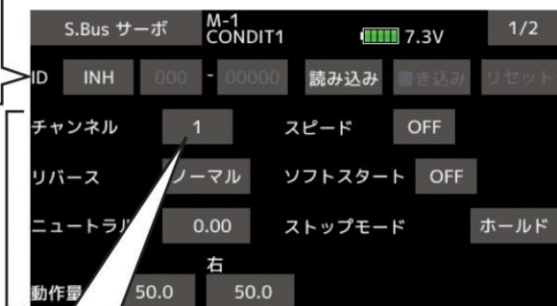 S.Bus サーボ M-1 CONDIT1 7.3V 1/2
ID INH 000 - 00000 読み込み 書き込み リセット
チャンネル 1 スピード OFF
リバース ノーマル ソフトスタート OFF
ニュートラル 0.00 ストップモード ホールド
右
動作量 50.0 50.0